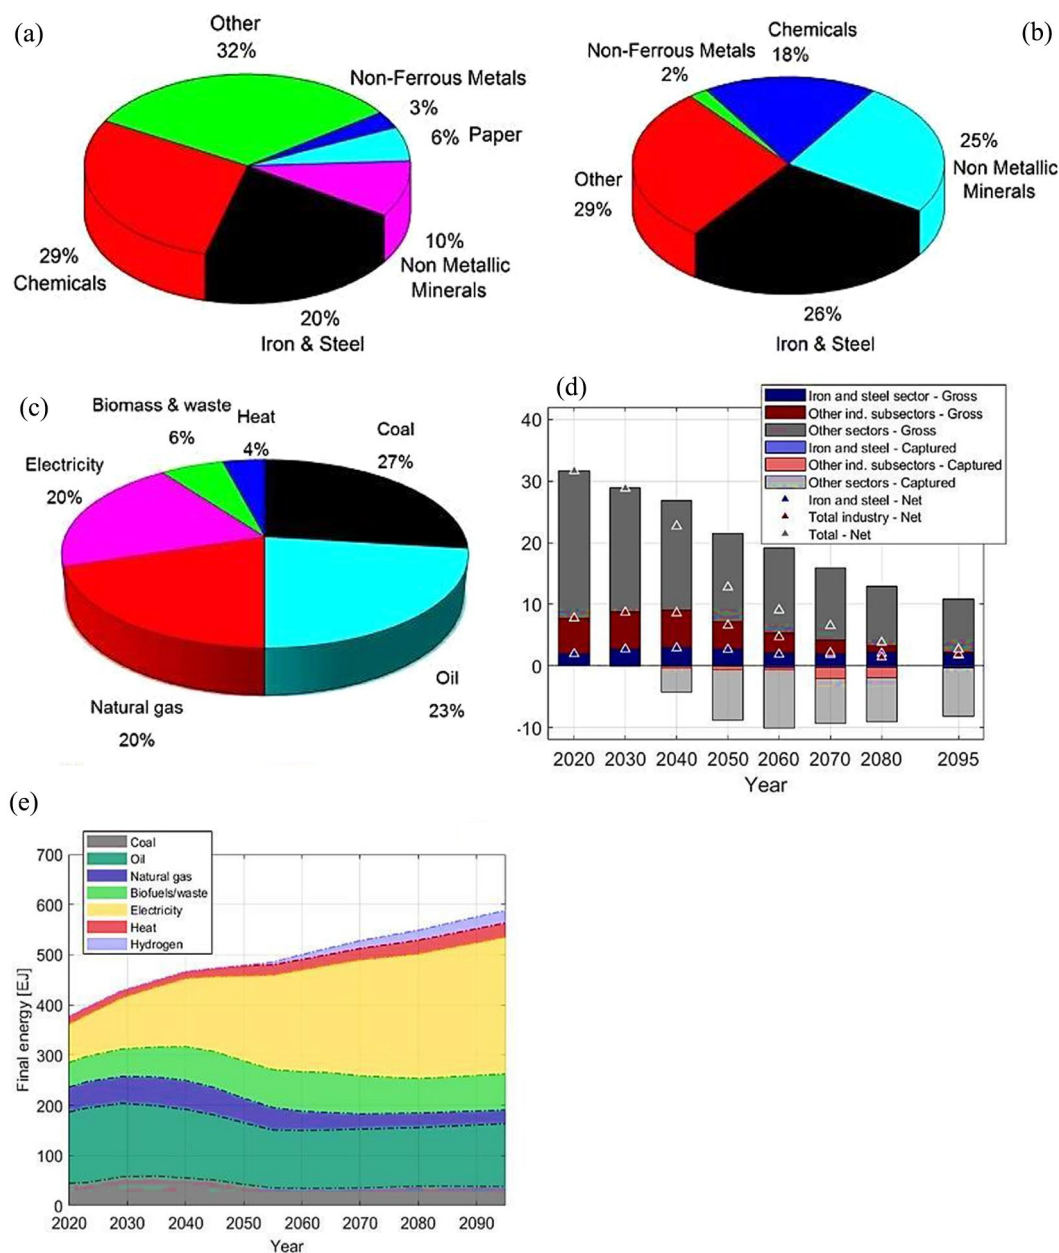 (a)
Other
32%
Non-Ferrous Metals
3%
6% Paper
10%
Non Metallic
Minerals
20%
Iron & Steel
29%
Chemicals
(b)
Chemicals
18%
Non-Ferrous Metals
2%
25%
Non Metallic
Minerals
Other
29%
26%
Iron & Steel
(c)
Biomass & waste
6%
Heat
4%
Coal
27%
Electricity
20%
Oil
23%
Natural gas
20%
(d)
Iron and steel sector - Gross
Other ind. subsectors - Gross
Other sectors - Gross
Iron and steel - Captured
Other ind. subsectors - Captured
Other sectors - Captured
Iron and steel - Net
Total industry - Net
Total - Net
40
30
20
10
0
-10
2020 2030 2040 2050 2060 2070 2080 2095
Year
(e)
Coal
Oil
Natural gas
Biofuels/waste
Electricity
Heat
Hydrogen
Final energy [EJ]
700
600
500
400
300
200
100
0
2020 2030 2040 2050 2060 2070 2080 2090
Year